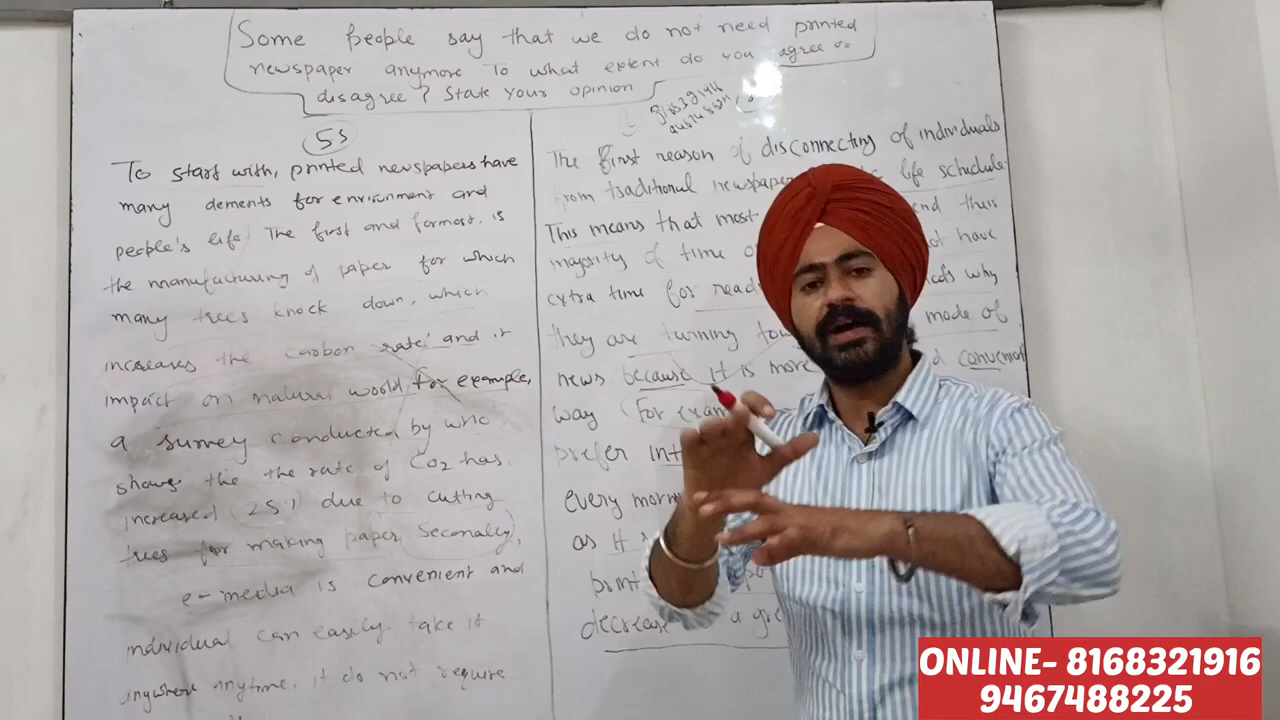 Some people say that we do not need printed
newspaper anymore To what extent do you agree or
disagree? State your opinion
5s
To start with, printed newspapers have
many demerits for environment and
people's life. The first and formost. is
the manufacturing of paper for which
many trees knock down, which
increases the carbon rate and it
impact on natural world for example,
a survey conducted by WHC
shows the the rate of CO2 has
increased 25% due to cutting
trees for making paper Seconally,
e-media is convenient and
individual can easily take it
anywhere anytime. it do not require
The first reason of disconnecting of individuals
from traditional newspaper life schedule.
This means that most end their
majority of time not have
extra time for read why
they are turning mode of
news because it is more convenient
way (for exam
prefer int
every morn
as it
print
decrease a gre
ONLINE- 8168321916
9467488225